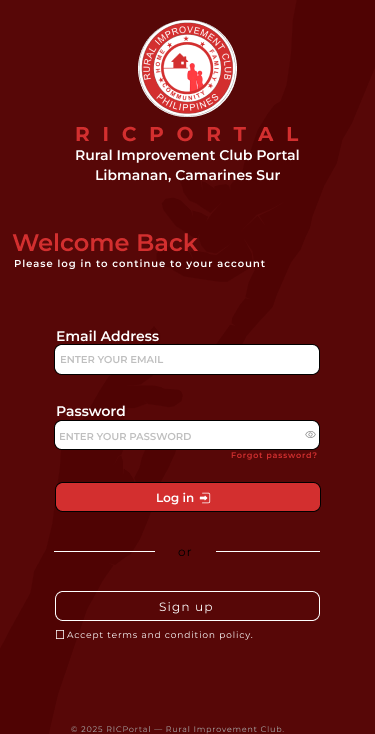 RURAL IMPROVEMENT CLUB
HOME ★ ★ ★ FAMILY
COMMUNITY
PHILIPPINES
RICPORTAL
Rural Improvement Club Portal
Libmanan, Camarines Sur
Welcome Back
Please log in to continue to your account
Email Address
ENTER YOUR EMAIL
Password
ENTER YOUR PASSWORD
Forgot password?
Log in
or
Sign up
Accept terms and condition policy.
© 2025 RICPortal — Rural Improvement Club.